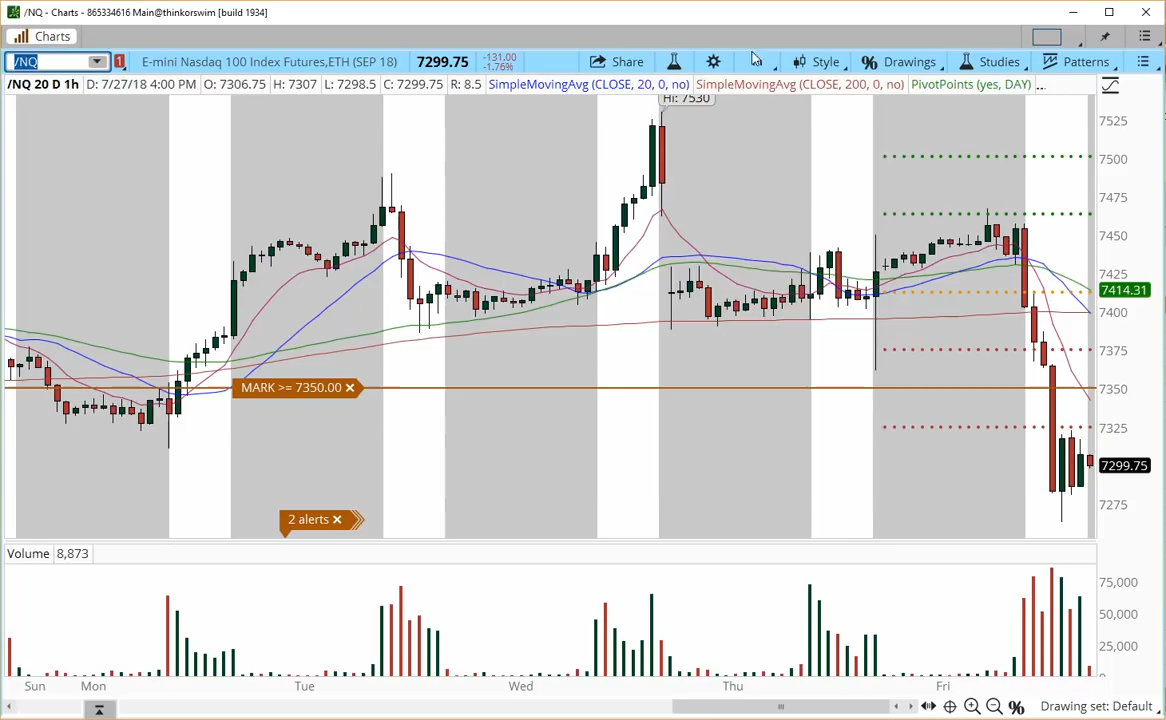 /NQ - Charts - 865334616 Main@thinkorswim [build 1934]
Charts
/NQ 1 E-mini Nasdaq 100 Index Futures,ETH (SEP 18) 7299.75 -131.00 -1.76% Share Style Drawings Studies Patterns
/NQ 20 D 1h D: 7/27/18 4:00 PM O: 7306.75 H: 7307 L: 7298.5 C: 7299.75 R: 8.5 SimpleMovingAvg (CLOSE, 20, 0, no) SimpleMovingAvg (CLOSE, 200, 0, no) PivotPoints (yes, DAY) ...
Hi: 7530
7525
7500
7475
7450
7425
7414.31
7400
7375
MARK >= 7350.00
7350
7325
7299.75
7275
2 alerts
Volume 8,873
75,000
50,000
25,000
Sun Mon Tue Wed Thu Fri
Drawing set: Default